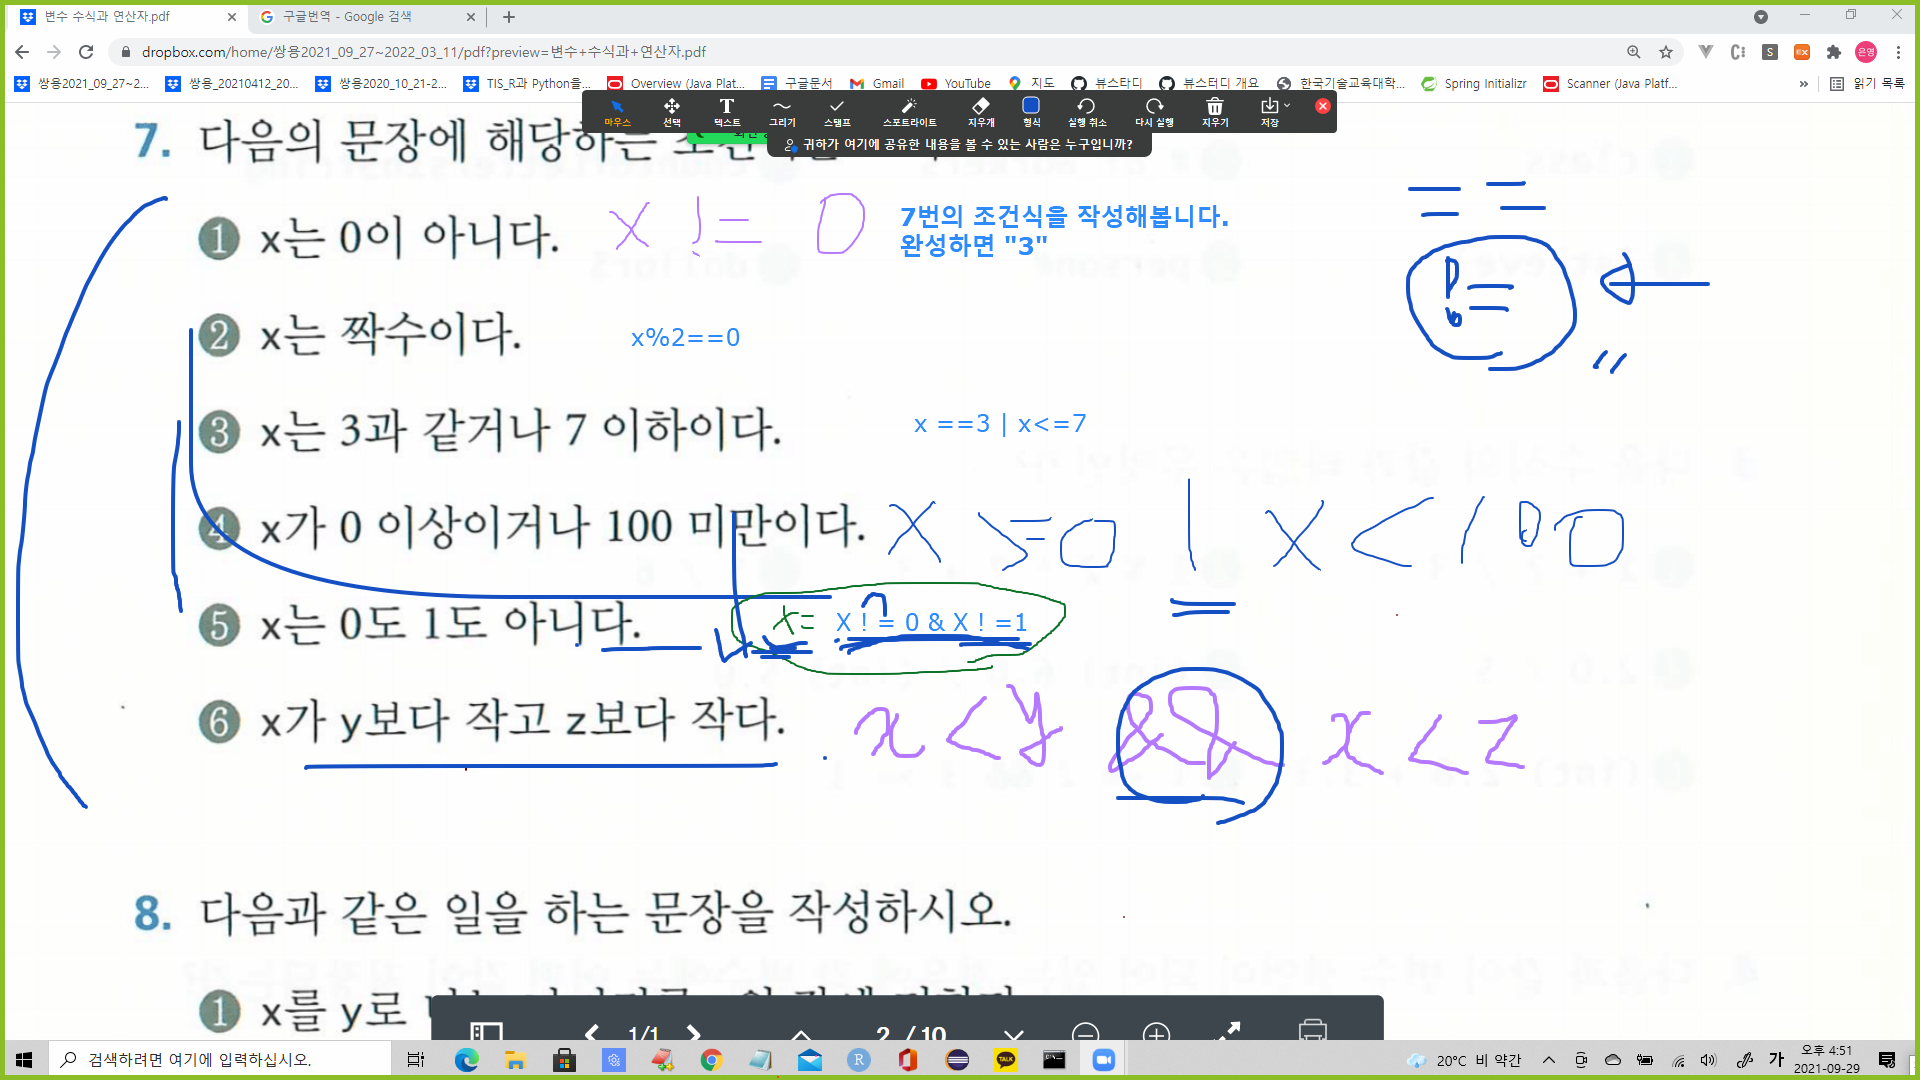 변수 수식과 연산자.pdf
구글번역 - Google 검색
dropbox.com/home/쌍용2021_09_27~2022_03_11/pdf?preview=변수+수식과+연산자.pdf
쌍용2021_09_27~2... 쌍용_20210412_20... 쌍용2020_10_21-2... TIS_R과 Python을... Overview (Java Plat... 구글문서 Gmail YouTube 지도 뷰스타디 뷰스터디 개요 한국기술교육대학... Spring Initializr Scanner (Java Platf... » 읽기 목록
마우스 선택 텍스트 그리기 스탬프 스포트라이트 지우개 형식 실행 취소 다시 실행 지우기 저장
귀하가 여기에 공유한 내용을 볼 수 있는 사람은 누구입니까?
7. 다음의 문장에 해당하는
1 x는 0이 아니다. x != 0
7번의 조건식을 작성해봅니다.
완성하면 "3"
== ==
!=
2 x는 짝수이다. x%2==0
3 x는 3과 같거나 7 이하이다. x ==3 | x<=7
4 x가 0 이상이거나 100 미만이다. x >=0 | x<100
5 x는 0도 1도 아니다. x= X ! = 0 & X ! =1
6 x가 y보다 작고 z보다 작다. x<y && x<z
8. 다음과 같은 일을 하는 문장을 작성하시오.
1 x를 y로
1/1 2 / 10
검색하려면 여기에 입력하십시오.
20°C 비 약간 가 오후 4:51
2021-09-29